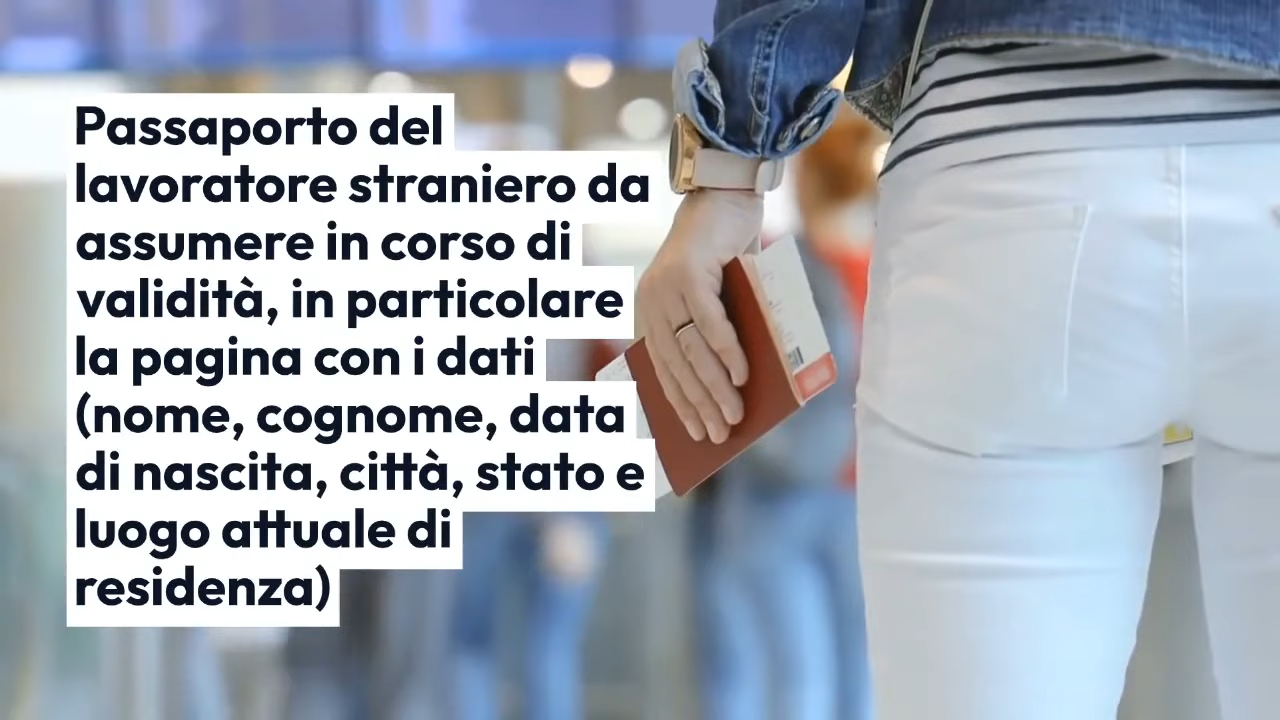 Passaporto del
lavoratore straniero da
assumere in corso di
validità, in particolare
la pagina con i dati
(nome, cognome, data
di nascita, città, stato e
luogo attuale di
residenza)